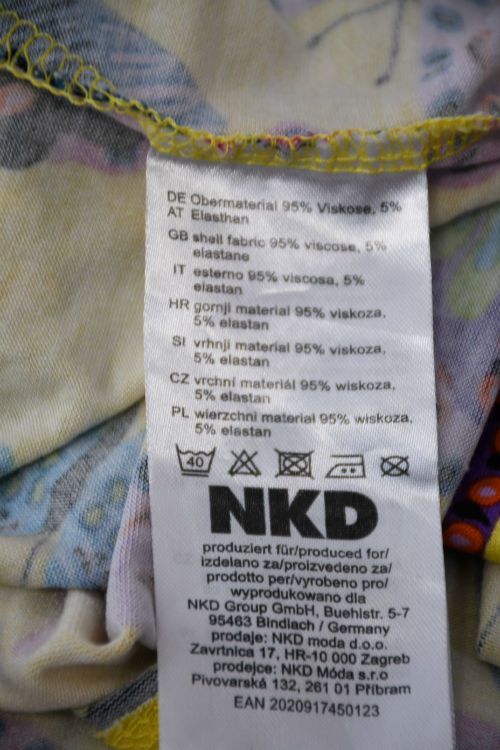 DE Obermaterial 95% Viskose, 5%
AT Elasthan
GB shell fabric 95% viscose, 5%
elastane
IT esterno 95% viscosa, 5%
elastan
HR gornji material 95% viskoza,
5% elastan
SI vrhnji material 95% viskoza,
5% elastan
CZ vrchní materiál 95% wiskoza,
5% elastan
PL wierzchni material 95% wiskoza,
5% elastan
40
NKD
produziert für/produced for/
izdelano za/proizvedeno za/
prodotto per/vyrobeno pro/
wyprodukowano dla
NKD Group GmbH, Buehlstr. 5-7
95463 Bindlach / Germany
prodaje: NKD moda d.o.o.
Zavrtnica 17, HR-10 000 Zagreb
prodejce: NKD Móda s.r.o
Pivovarská 132, 261 01 Příbram
EAN 2020917450123